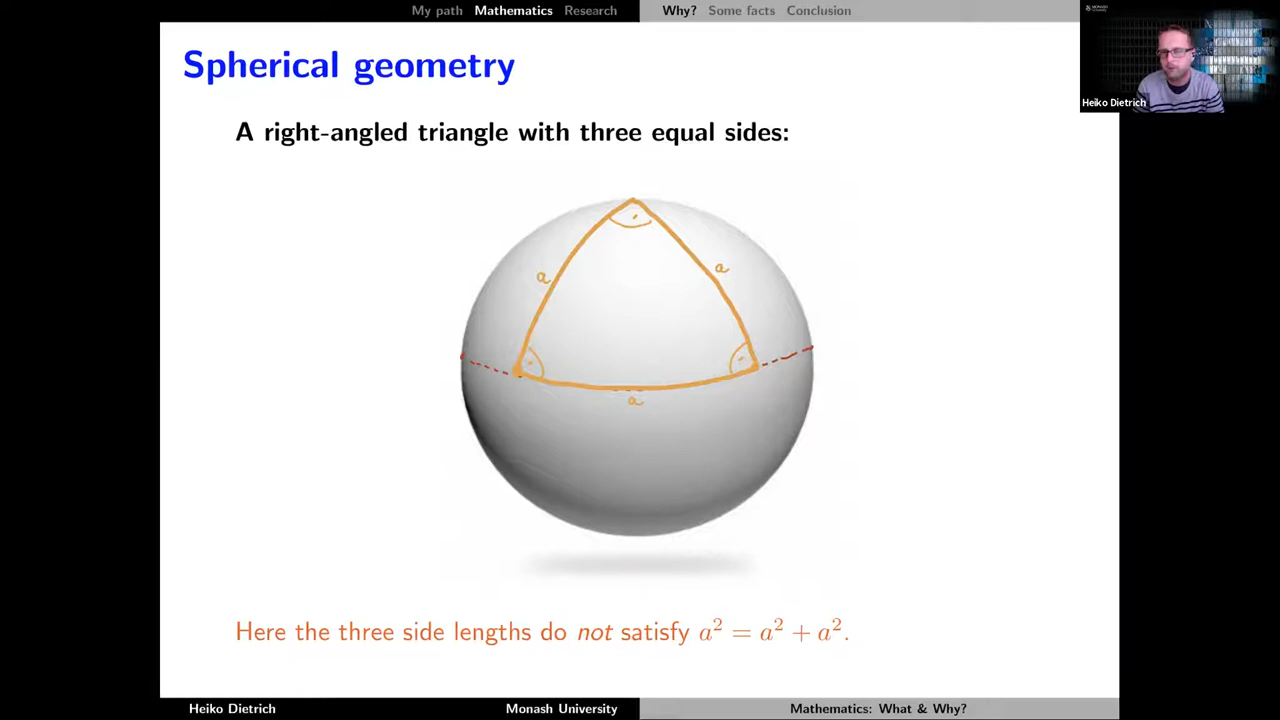 My path Mathematics Research
Why? Some facts Conclusion
Heiko Dietrich
Spherical geometry
A right-angled triangle with three equal sides:
a
a
a
Here the three side lengths do not satisfy a² = a² + a².
Heiko Dietrich
Monash University
Mathematics: What & Why?